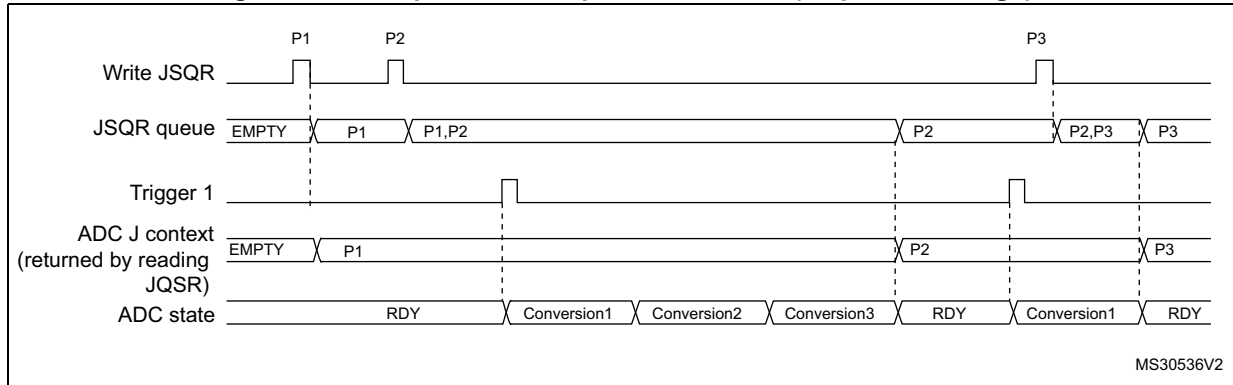 P1 P2 P3
Write JSQR
JSQR queue EMPTY P1 P1,P2 P2 P2,P3 P3
Trigger 1
ADC J context
(returned by reading
JQSR)
EMPTY P1 P2 P3
ADC state RDY Conversion1 Conversion2 Conversion3 RDY Conversion1 RDY
MS30536V2